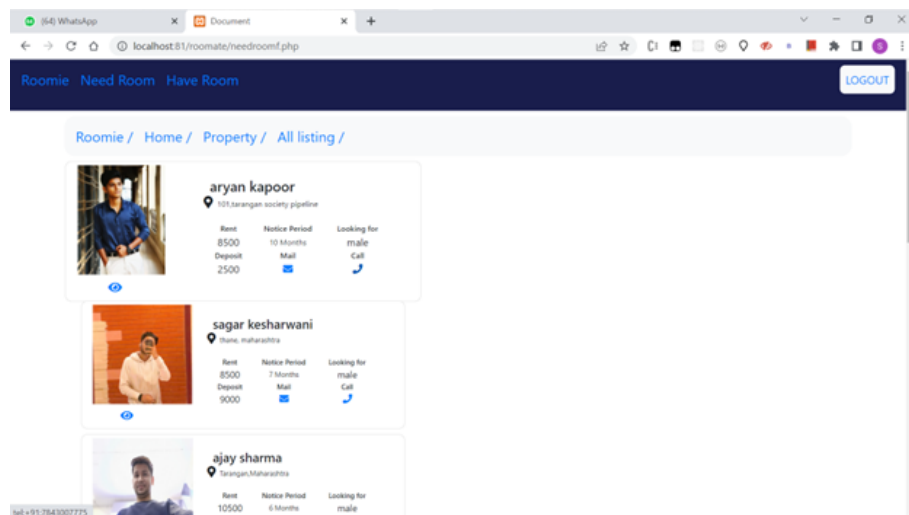 (64) WhatsApp
Document
localhost:81/roomate/needroomf.php
Roomie Need Room Have Room
LOGOUT
Roomie / Home / Property / All listing /
aryan kapoor
101,tarangan society pipeline
Rent Notice Period Looking for
8500 10 Months male
Deposit Mail Call
2500
sagar kesharwani
thane, maharashtra
Rent Notice Period Looking for
8500 7 Months male
Deposit Mail Call
9000
ajay sharma
Tarangan,Maharashtra
Rent Notice Period Looking for
10500 6 Months male
tel:+91:7843007775